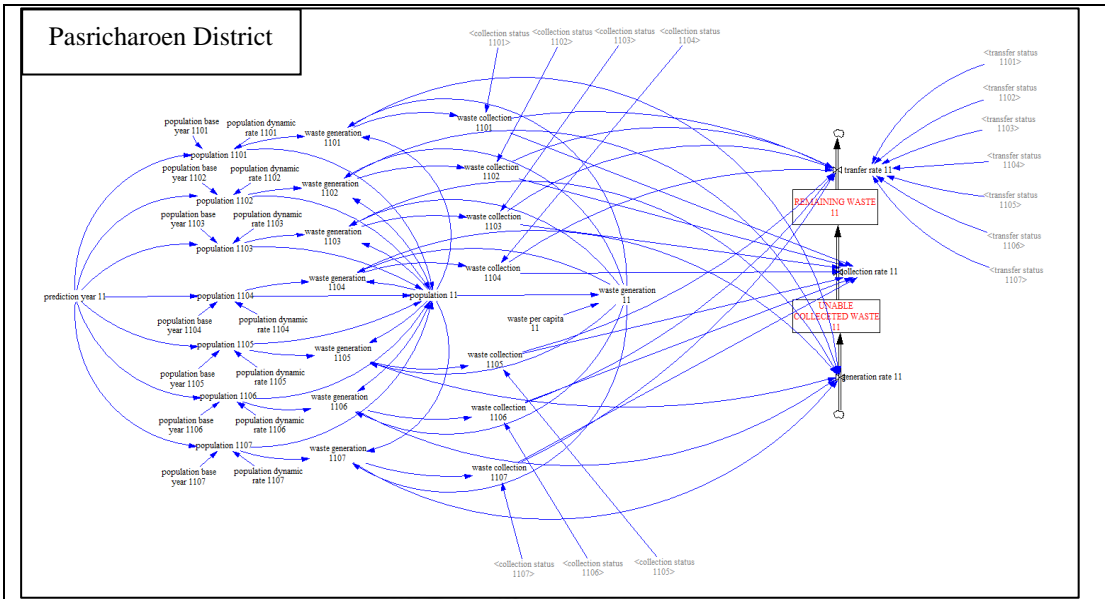 Pasricharoen District
<collection status
1101>
<collection status
1102>
<collection status
1103>
<collection status
1104>
<transfer status
1101>
<transfer status
1102>
<transfer status
1103>
<transfer status
1104>
<transfer status
1105>
<transfer status
1106>
<transfer status
1107>
population base
year 1101
population dynamic
rate 1101
population 1101
waste generation
1101
waste collection
1101
population base
year 1102
population dynamic
rate 1102
population 1102
waste generation
1102
waste collection
1102
population base
year 1103
population dynamic
rate 1103
population 1103
waste generation
1103
waste collection
1103
prediction year 11
population 1104
population base
year 1104
population dynamic
rate 1104
waste generation
1104
waste collection
1104
population 11
waste generation
11
waste per capita
11
tranfer rate 11
REMAINING WASTE
11
collection rate 11
UNABLE
COLLECETED WASTE
11
generation rate 11
population 1105
population base
year 1105
population dynamic
rate 1105
waste generation
1105
waste collection
1105
population 1106
population base
year 1106
population dynamic
rate 1106
waste generation
1106
waste collection
1106
population 1107
population base
year 1107
population dynamic
rate 1107
waste generation
1107
waste collection
1107
<collection status
1107>
<collection status
1106>
<collection status
1105>